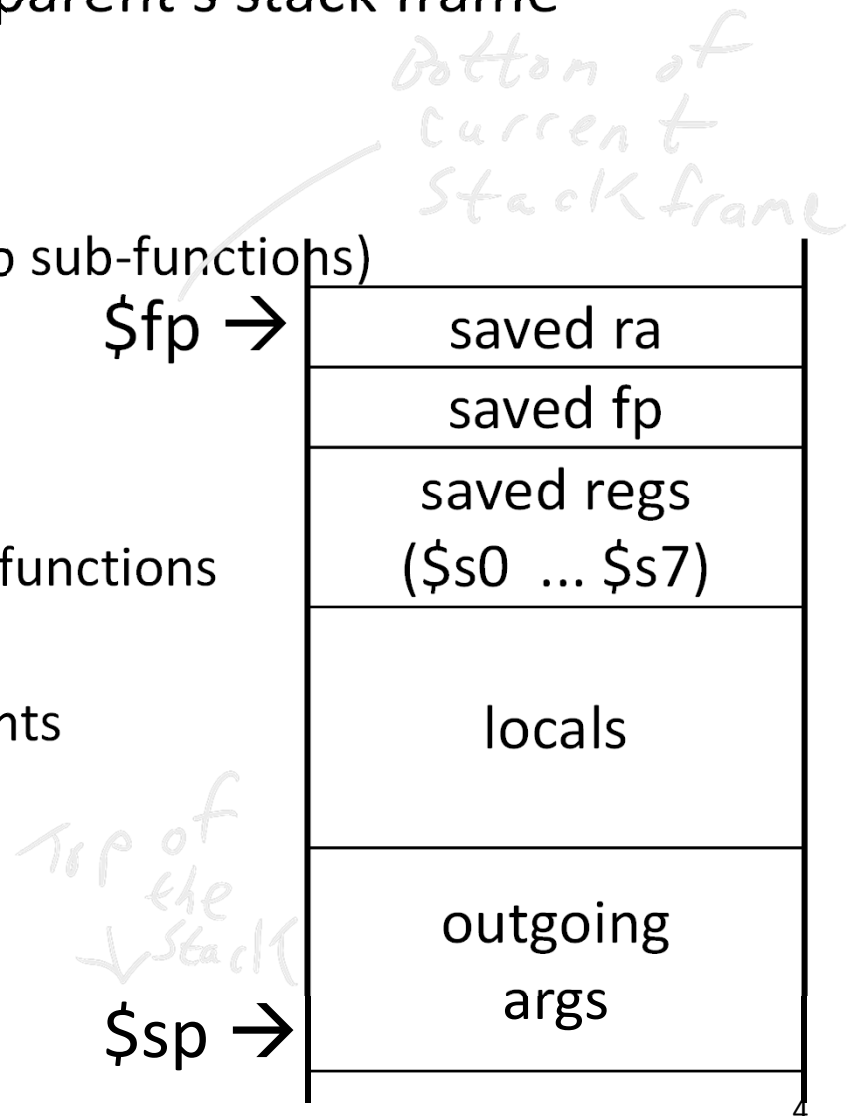 parent's stack frame
Bottom of
current
Stack frame
sub-functions)
$fp →
saved ra
saved fp
saved regs
($s0 ... $s7)
functions
locals
nts
Top of
the
Stack
outgoing
args
$sp →
4